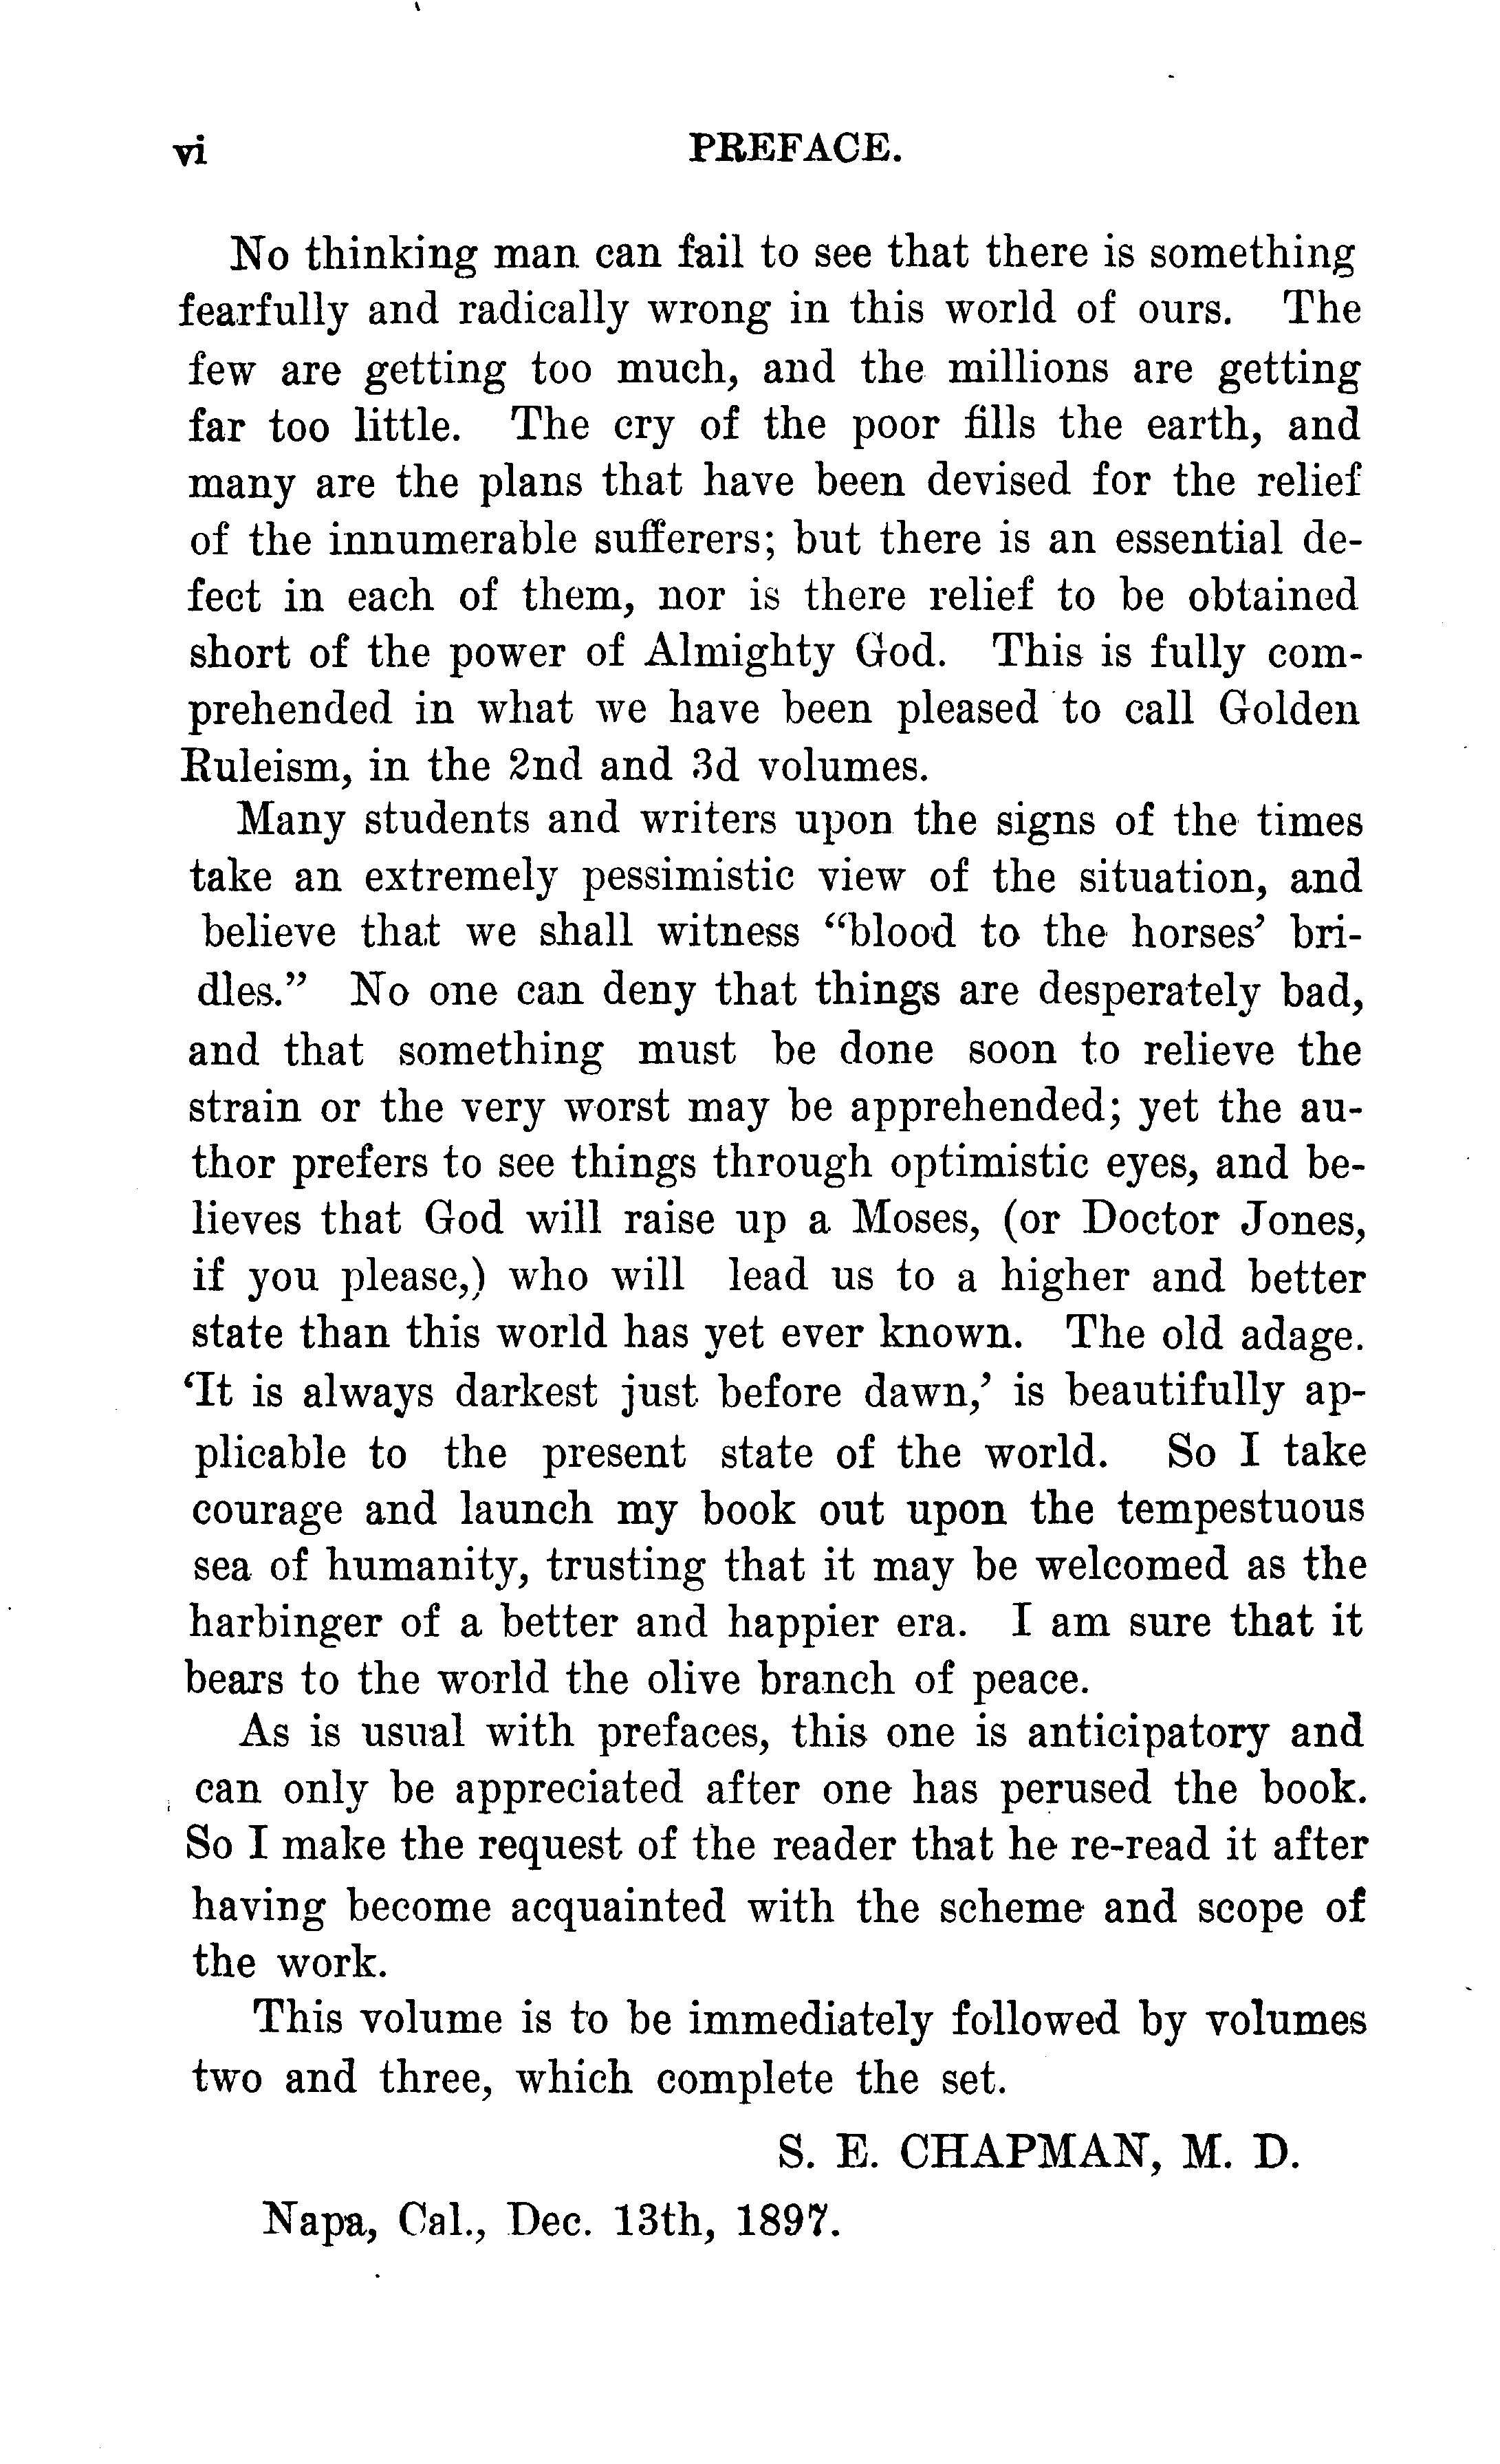 vi PREFACE.
No thinking man can fail to see that there is something
fearfully and radically wrong in this world of ours. The
few are getting too much, and the millions are getting
far too little. The cry of the poor fills the earth, and
many are the plans that have been devised for the relief
of the innumerable sufferers; but there is an essential de-
fect in each of them, nor is there relief to be obtained
short of the power of Almighty God. This is fully com-
prehended in what we have been pleased to call Golden
Ruleism, in the 2nd and 3d volumes.
Many students and writers upon the signs of the times
take an extremely pessimistic view of the situation, and
believe that we shall witness “blood to the horses’ bri-
dles.” No one can deny that things are desperately bad,
and that something must be done soon to relieve the
strain or the very worst may be apprehended; yet the au-
thor prefers to see things through optimistic eyes, and be-
lieves that God will raise up a Moses, (or Doctor Jones,
if you please,) who will lead us to a higher and better
state than this world has yet ever known. The old adage.
‘It is always darkest just before dawn,’ is beautifully ap-
plicable to the present state of the world. So I take
courage and launch my book out upon the tempestuous
sea of humanity, trusting that it may be welcomed as the
harbinger of a better and happier era. I am sure that it
bears to the world the olive branch of peace.
As is usual with prefaces, this one is anticipatory and
can only be appreciated after one has perused the book.
So I make the request of the reader that he re-read it after
having become acquainted with the scheme and scope of
the work.
This volume is to be immediately followed by volumes
two and three, which complete the set.
S. E. CHAPMAN, M. D.
Napa, Cal., Dec. 13th, 1897.